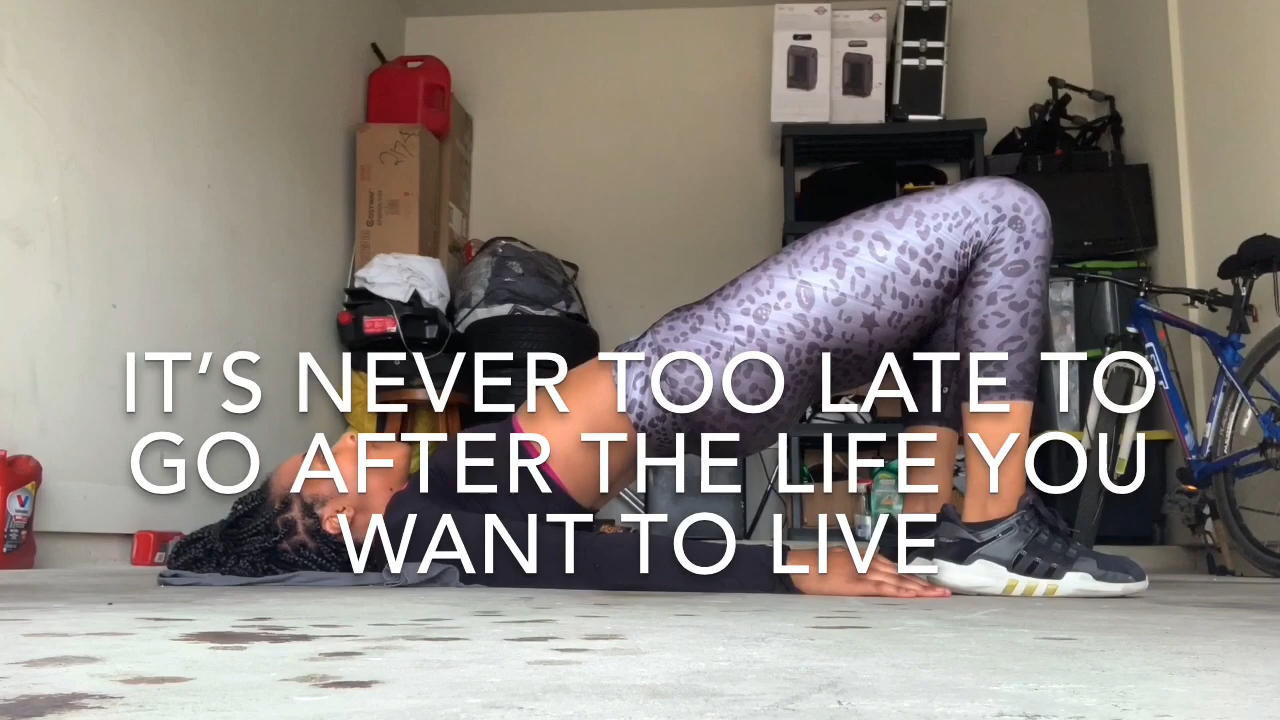 IT’S NEVER TOO LATE TO
GO AFTER THE LIFE YOU
WANT TO LIVE